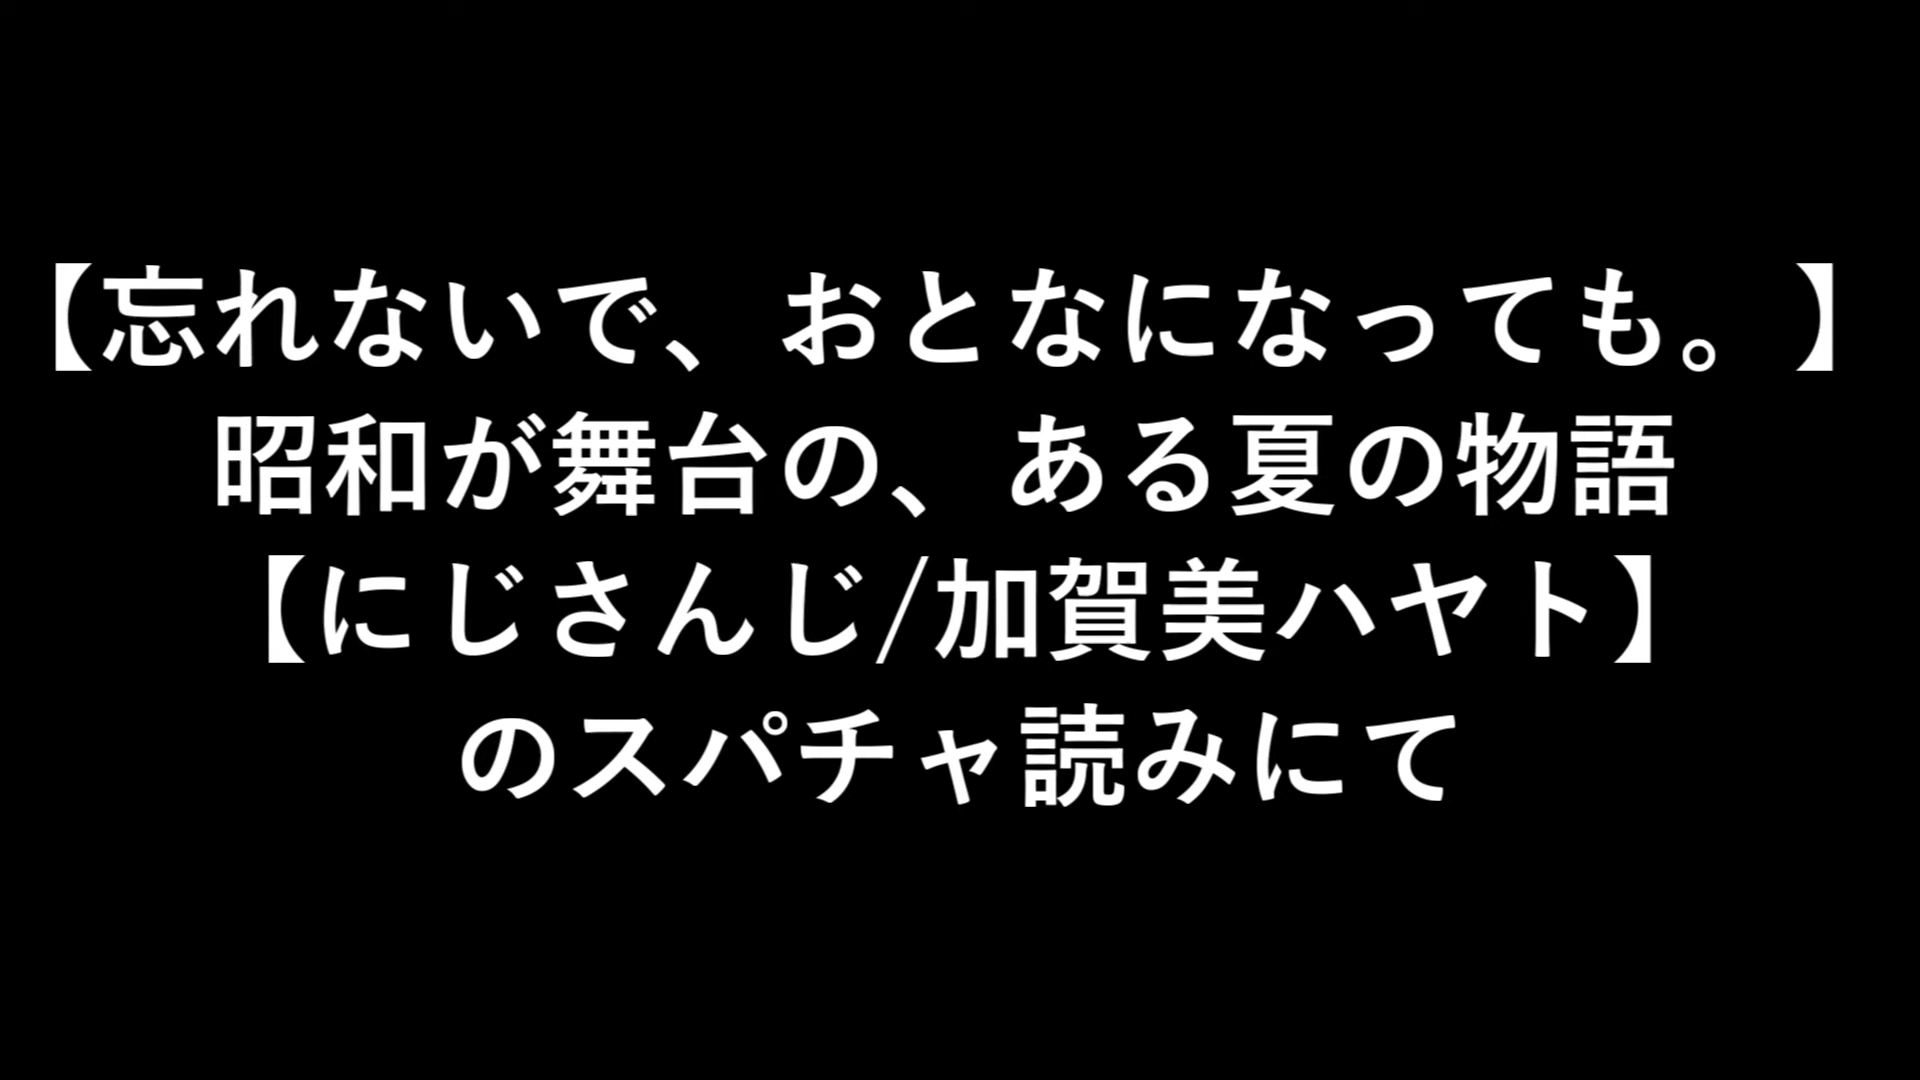 【忘れないで、おとなになっても。】
昭和が舞台の、ある夏の物語
【にじさんじ/加賀美ハヤト】
のスパチャ読みにて